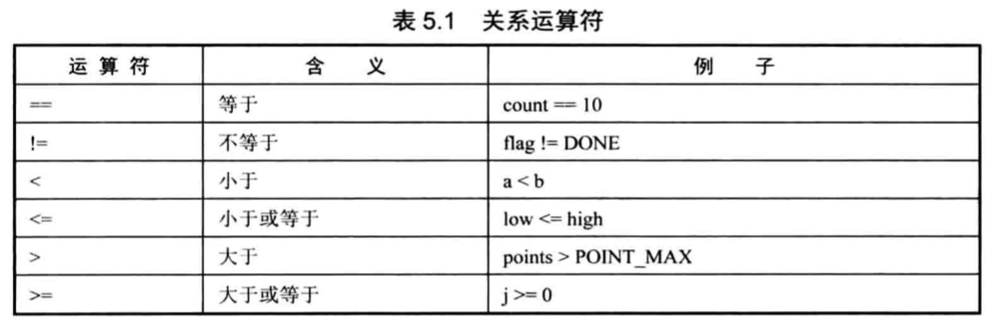 表 5.1 关系运算符
运 算 符 含 义 例 子
== 等于 count == 10
!= 不等于 flag != DONE
< 小于 a < b
<= 小于或等于 low <= high
> 大于 points > POINT_MAX
>= 大于或等于 j >= 0